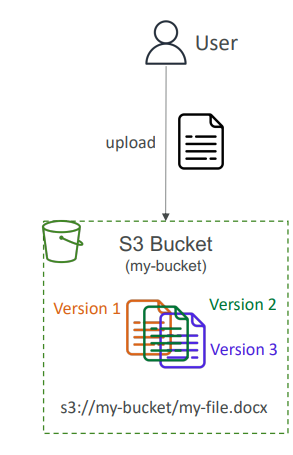 User
upload
S3 Bucket
(my-bucket)
Version 1
Version 2
Version 3
s3://my-bucket/my-file.docx